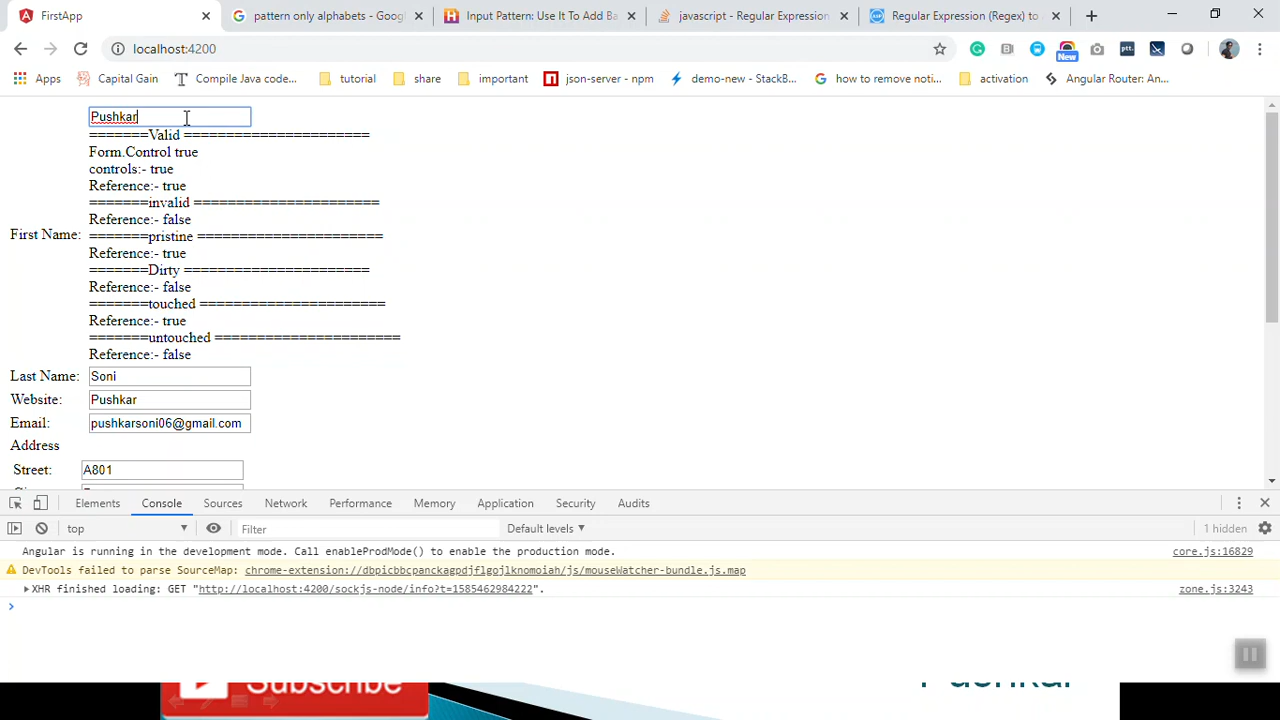 FirstApp
pattern only alphabets - Googl
Input Pattern: Use It To Add Ba
javascript - Regular Expression
Regular Expression (Regex) to
localhost:4200
New
ptt.
Apps
Capital Gain
Compile Java code...
tutorial
share
important
json-server - npm
demo-new - StackB...
how to remove notif...
activation
Angular Router: An...
Pushkar
=======Valid ======================
Form.Control true
controls:- true
Reference:- true
=======invalid ======================
Reference:- false
First Name:
=======pristine ======================
Reference:- true
=======Dirty ======================
Reference:- false
=======touched ======================
Reference:- true
=======untouched ======================
Reference:- false
Last Name: Soni
Website: Pushkar
Email: pushkarsoni06@gmail.com
Address
Street: A801
Elements Console Sources Network Performance Memory Application Security Audits
top Filter Default levels ▼ 1 hidden
Angular is running in the development mode. Call enableProdMode() to enable the production mode. core.js:16829
DevTools failed to parse SourceMap: chrome-extension://dbpicbbcpanckagpdjflgojlknomoiah/js/mouseWatcher-bundle.js.map
XHR finished loading: GET "http://localhost:4200/sockjs-node/info?t=1585462984222". zone.js:3243
Subscribe
Pushkar